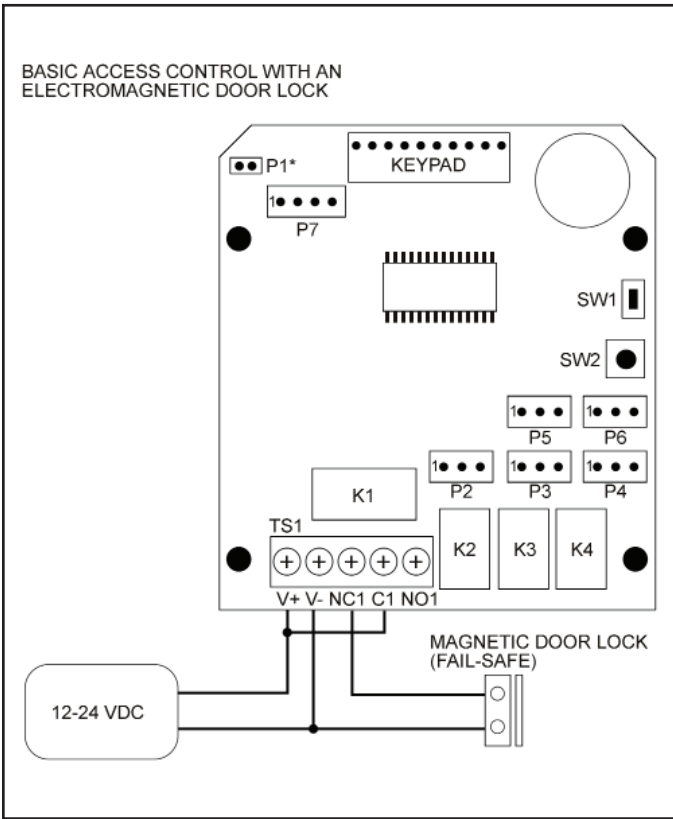 BASIC ACCESS CONTROL WITH AN
ELECTROMAGNETIC DOOR LOCK
P1*
KEYPAD
1
P7
SW1
SW2
1
1
P5
P6
1
1
1
P2
P3
P4
K1
TS1
K2
K3
K4
V+ V- NC1 C1 NO1
MAGNETIC DOOR LOCK
(FAIL-SAFE)
12-24 VDC